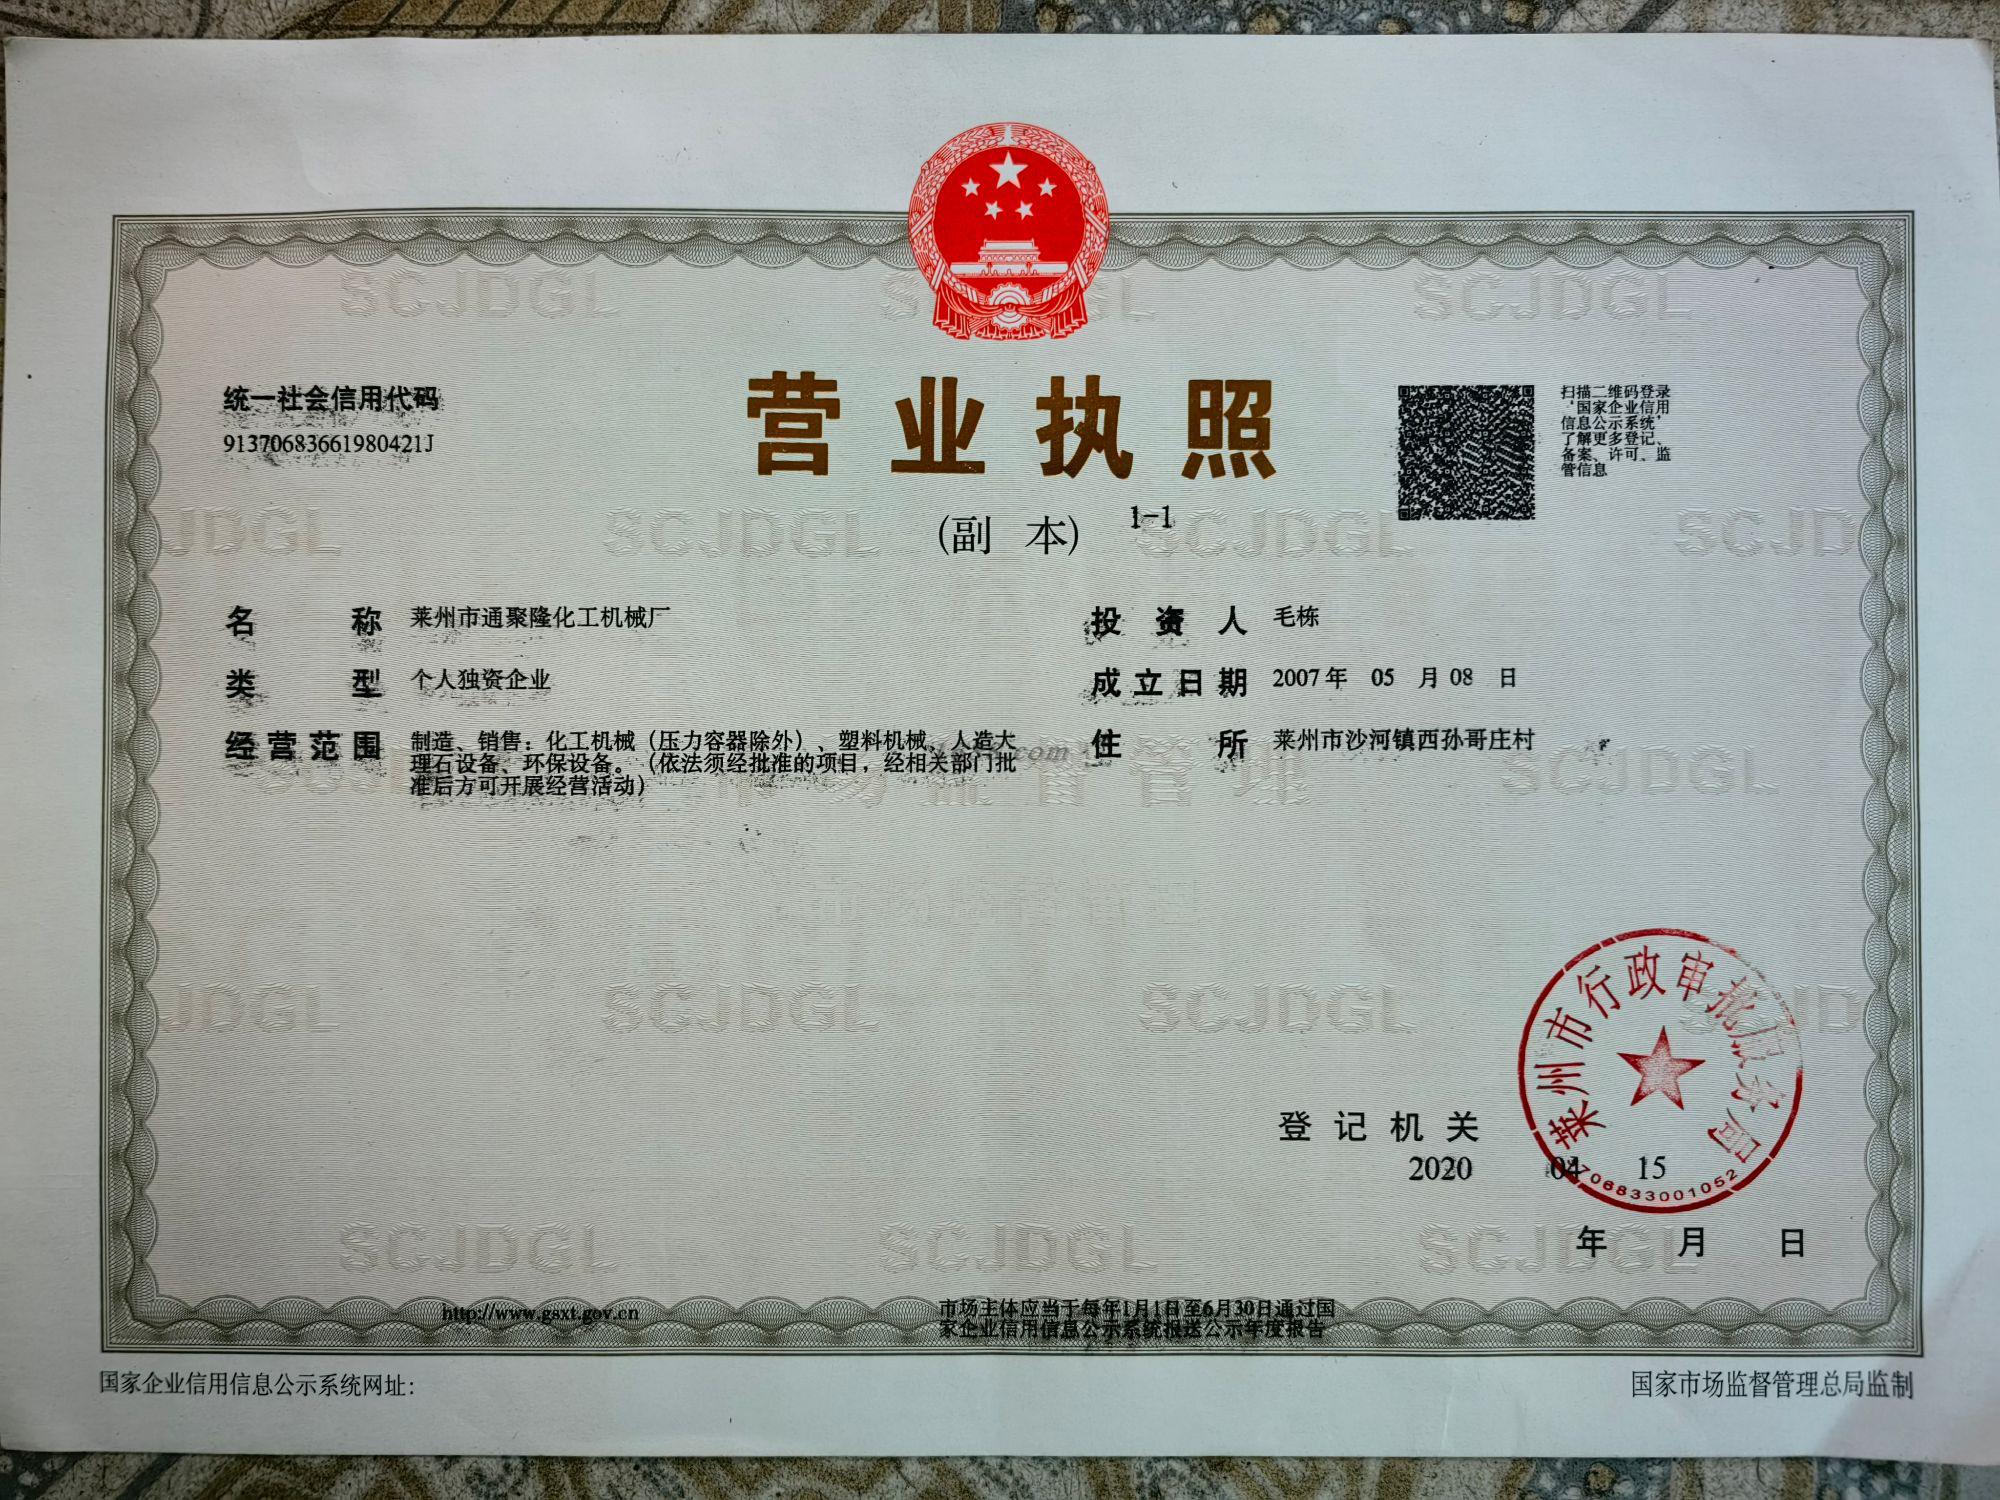 统一社会信用代码
91370683661980421J
营业执照
(副 本) 1-1
扫描二维码登录
'国家企业信用
信息公示系统'
了解更多登记、
备案、许可、监
管信息
名 称 莱州市通聚隆化工机械厂
类 型 个人独资企业
经营范围 制造、销售：化工机械（压力容器除外）、塑料机械、人造大
理石设备、环保设备。（依法须经批准的项目，经相关部门批
准后方可开展经营活动）
投 资 人 毛栋
成立日期 2007年 05 月 08 日
住 所 莱州市沙河镇西孙哥庄村
莱州市行政审批服务局
登记机关
2020 04 15
年 月 日
http://www.gsxt.gov.cn
市场主体应当于每年1月1日至6月30日通过国
家企业信用信息公示系统报送公示年度报告
国家企业信用信息公示系统网址：
国家市场监督管理总局监制